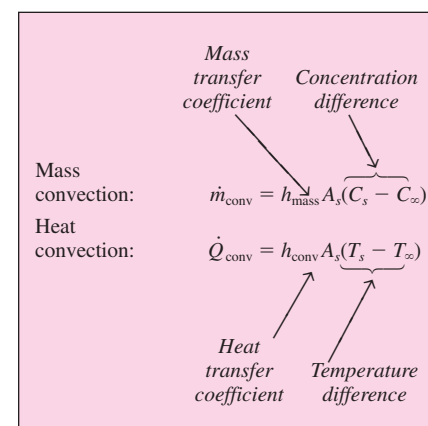 Mass
transfer Concentration
coefficient difference
Mass
convection: ṁconv = hmass As(Cs − C∞)
Heat
convection: Q̇conv = hconv As(Ts − T∞)
Heat
transfer Temperature
coefficient difference